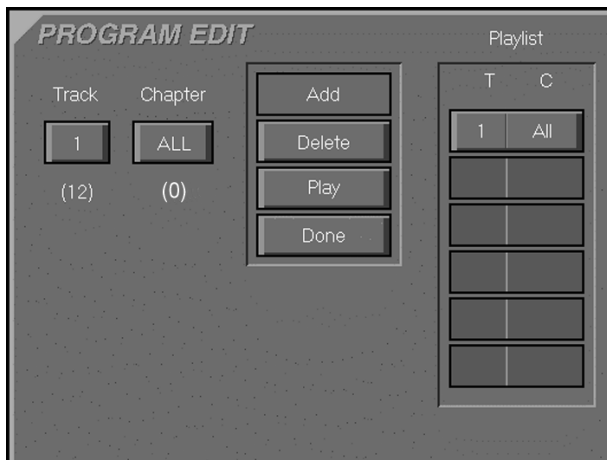 PROGRAM EDIT
Playlist
Track Chapter
1 ALL
(12) (0)
Add
Delete
Play
Done
T C
1 All